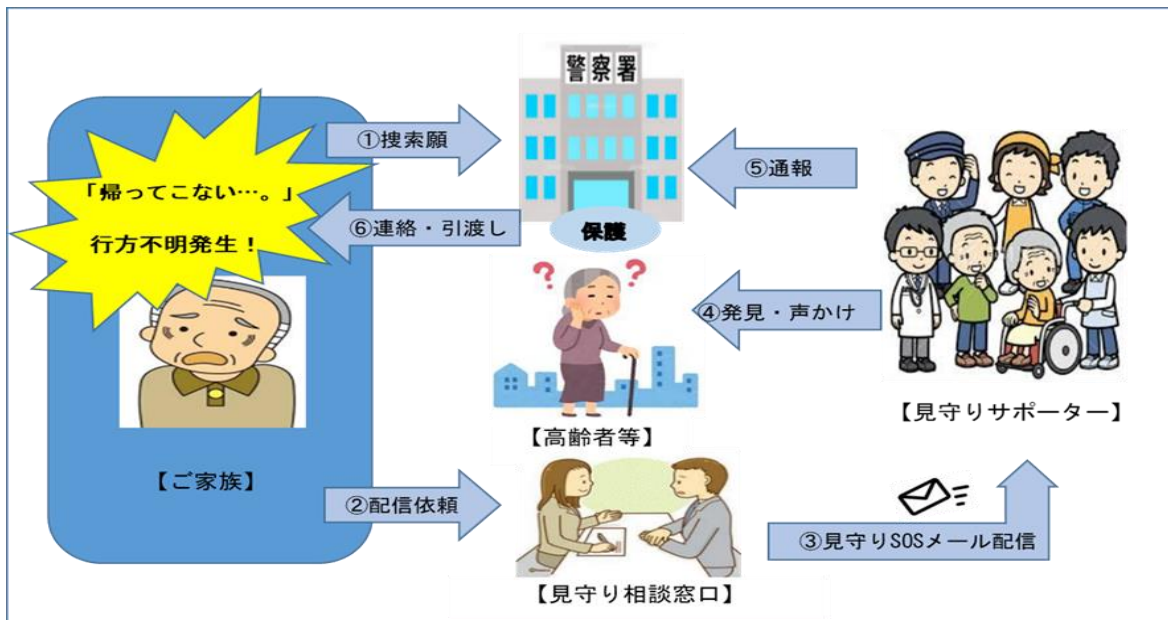 警察署
①捜索願
「帰ってこない…。」
行方不明発生！
⑤通報
⑥連絡・引渡し
保護
④発見・声かけ
【見守りサポーター】
【高齢者等】
【ご家族】
②配信依頼
③見守りSOSメール配信
【見守り相談窓口】